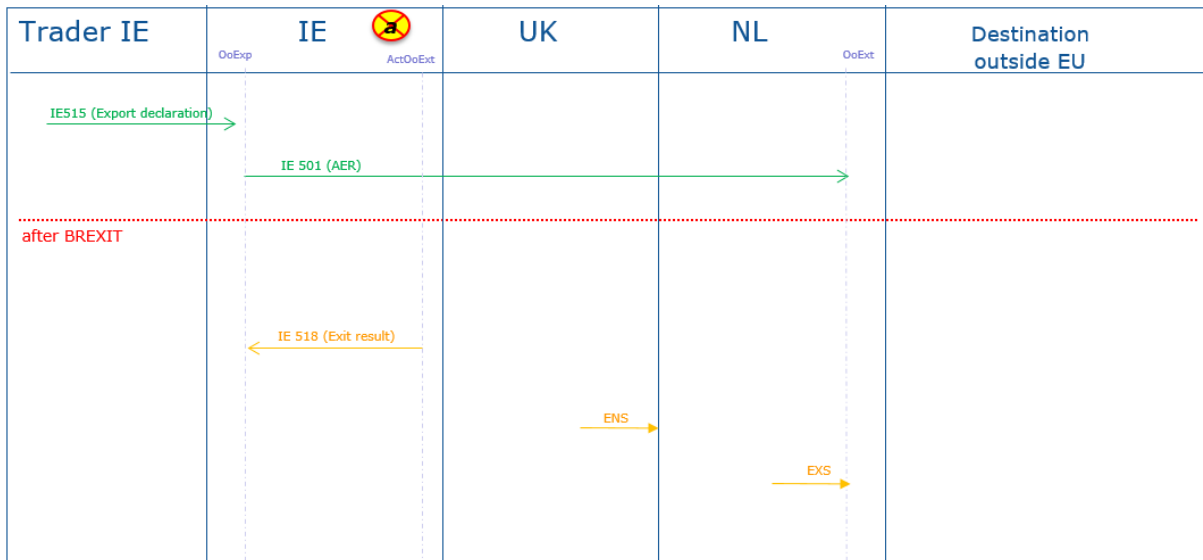 Trader IE
IE
a
UK
NL
Destination
outside EU
OoExp
ActOoExt
OoExt
IE515 (Export declaration)
IE 501 (AER)
after BREXIT
IE 518 (Exit result)
ENS
EXS